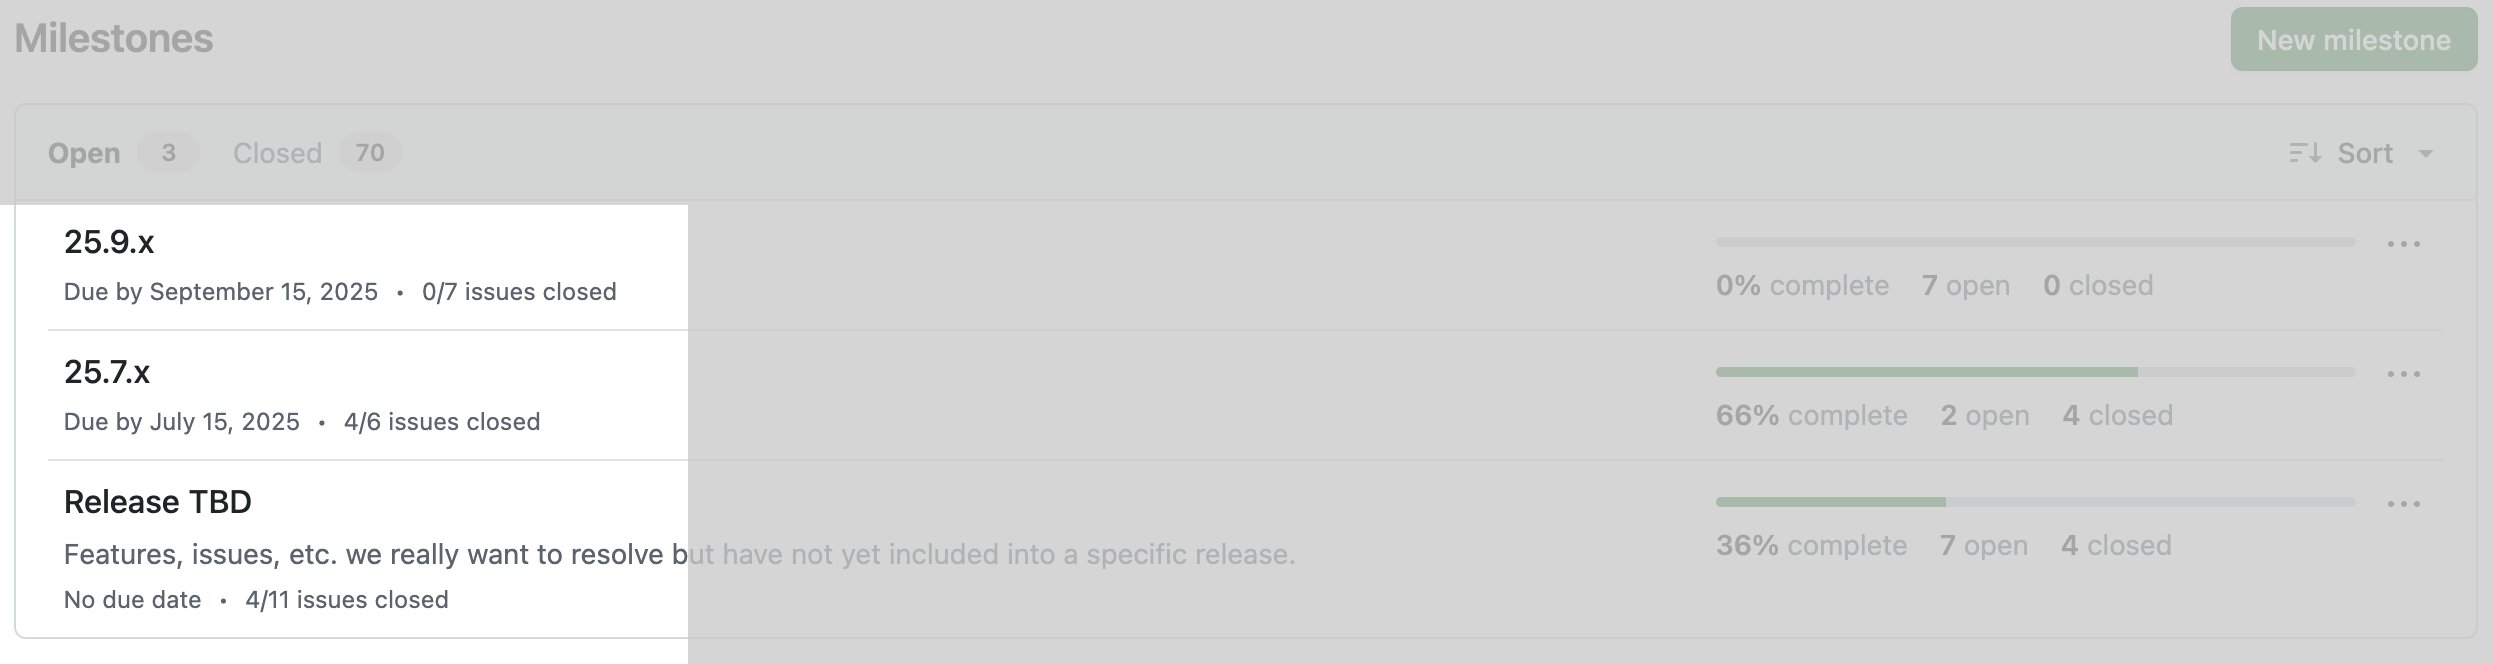 Milestones
New milestone
Open 3 Closed 70
Sort
25.9.x
Due by September 15, 2025 • 0/7 issues closed
0% complete 7 open 0 closed
25.7.x
Due by July 15, 2025 • 4/6 issues closed
66% complete 2 open 4 closed
Release TBD
Features, issues, etc. we really want to resolve but have not yet included into a specific release.
No due date • 4/11 issues closed
36% complete 7 open 4 closed